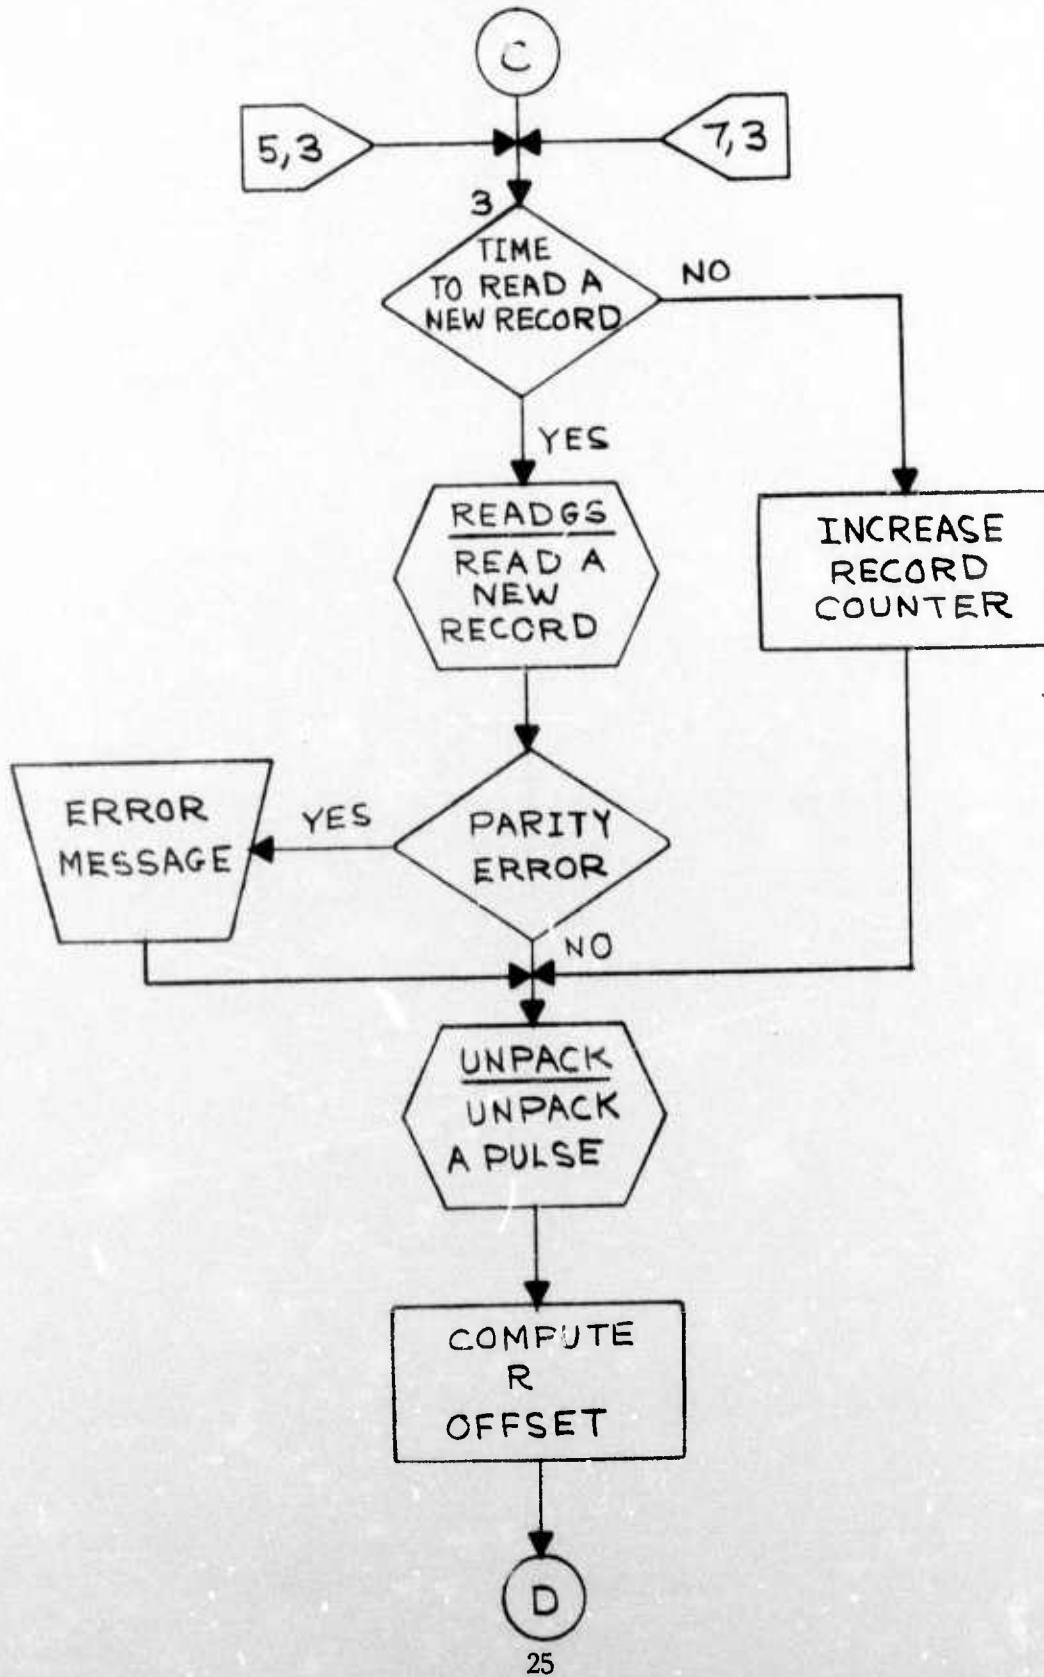 C
5,3
7,3
3
TIME
TO READ A
NEW RECORD
NO
YES
READGS
READ A
NEW
RECORD
INCREASE
RECORD
COUNTER
ERROR
MESSAGE
YES
PARITY
ERROR
NO
UNPACK
UNPACK
A PULSE
COMPUTE
R
OFFSET
D
25